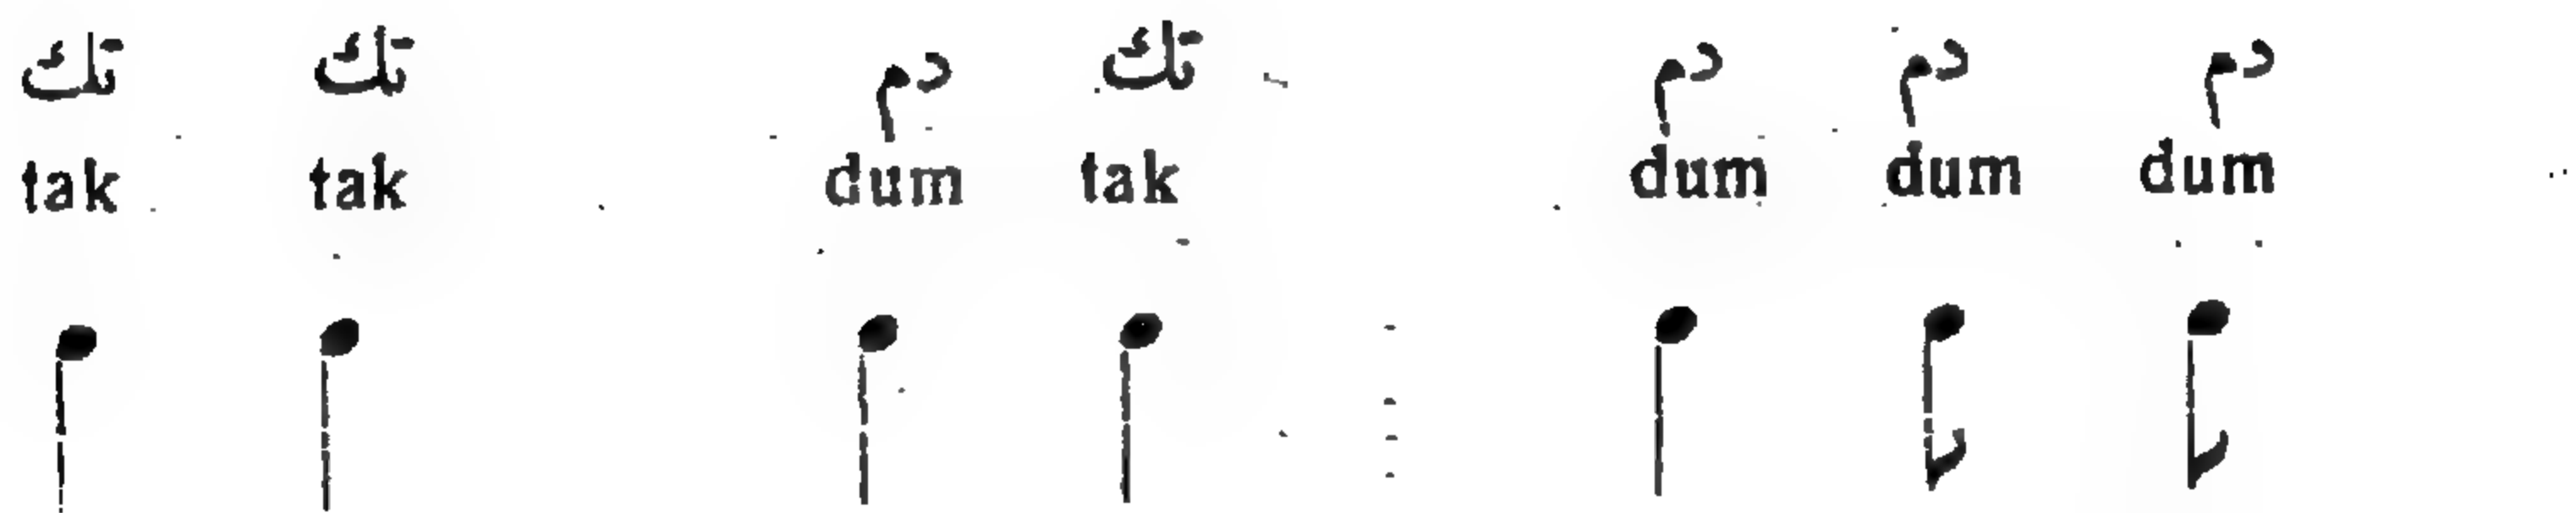 دم دم دم تك دم تك تك
tak tak dum tak dum dum dum